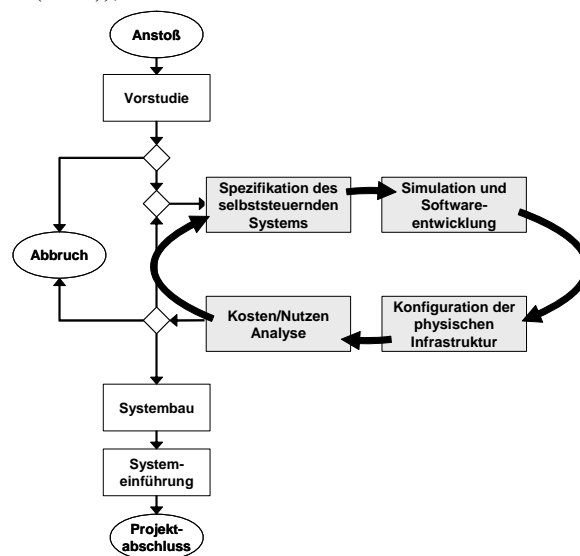 Anstoß
Vorstudie
Spezifikation des
selbststeuernden
Systems
Simulation und
Software-
entwicklung
Abbruch
Kosten/Nutzen
Analyse
Konfiguration der
physischen
Infrastruktur
Systembau
System-
einführung
Projekt-
abschluss